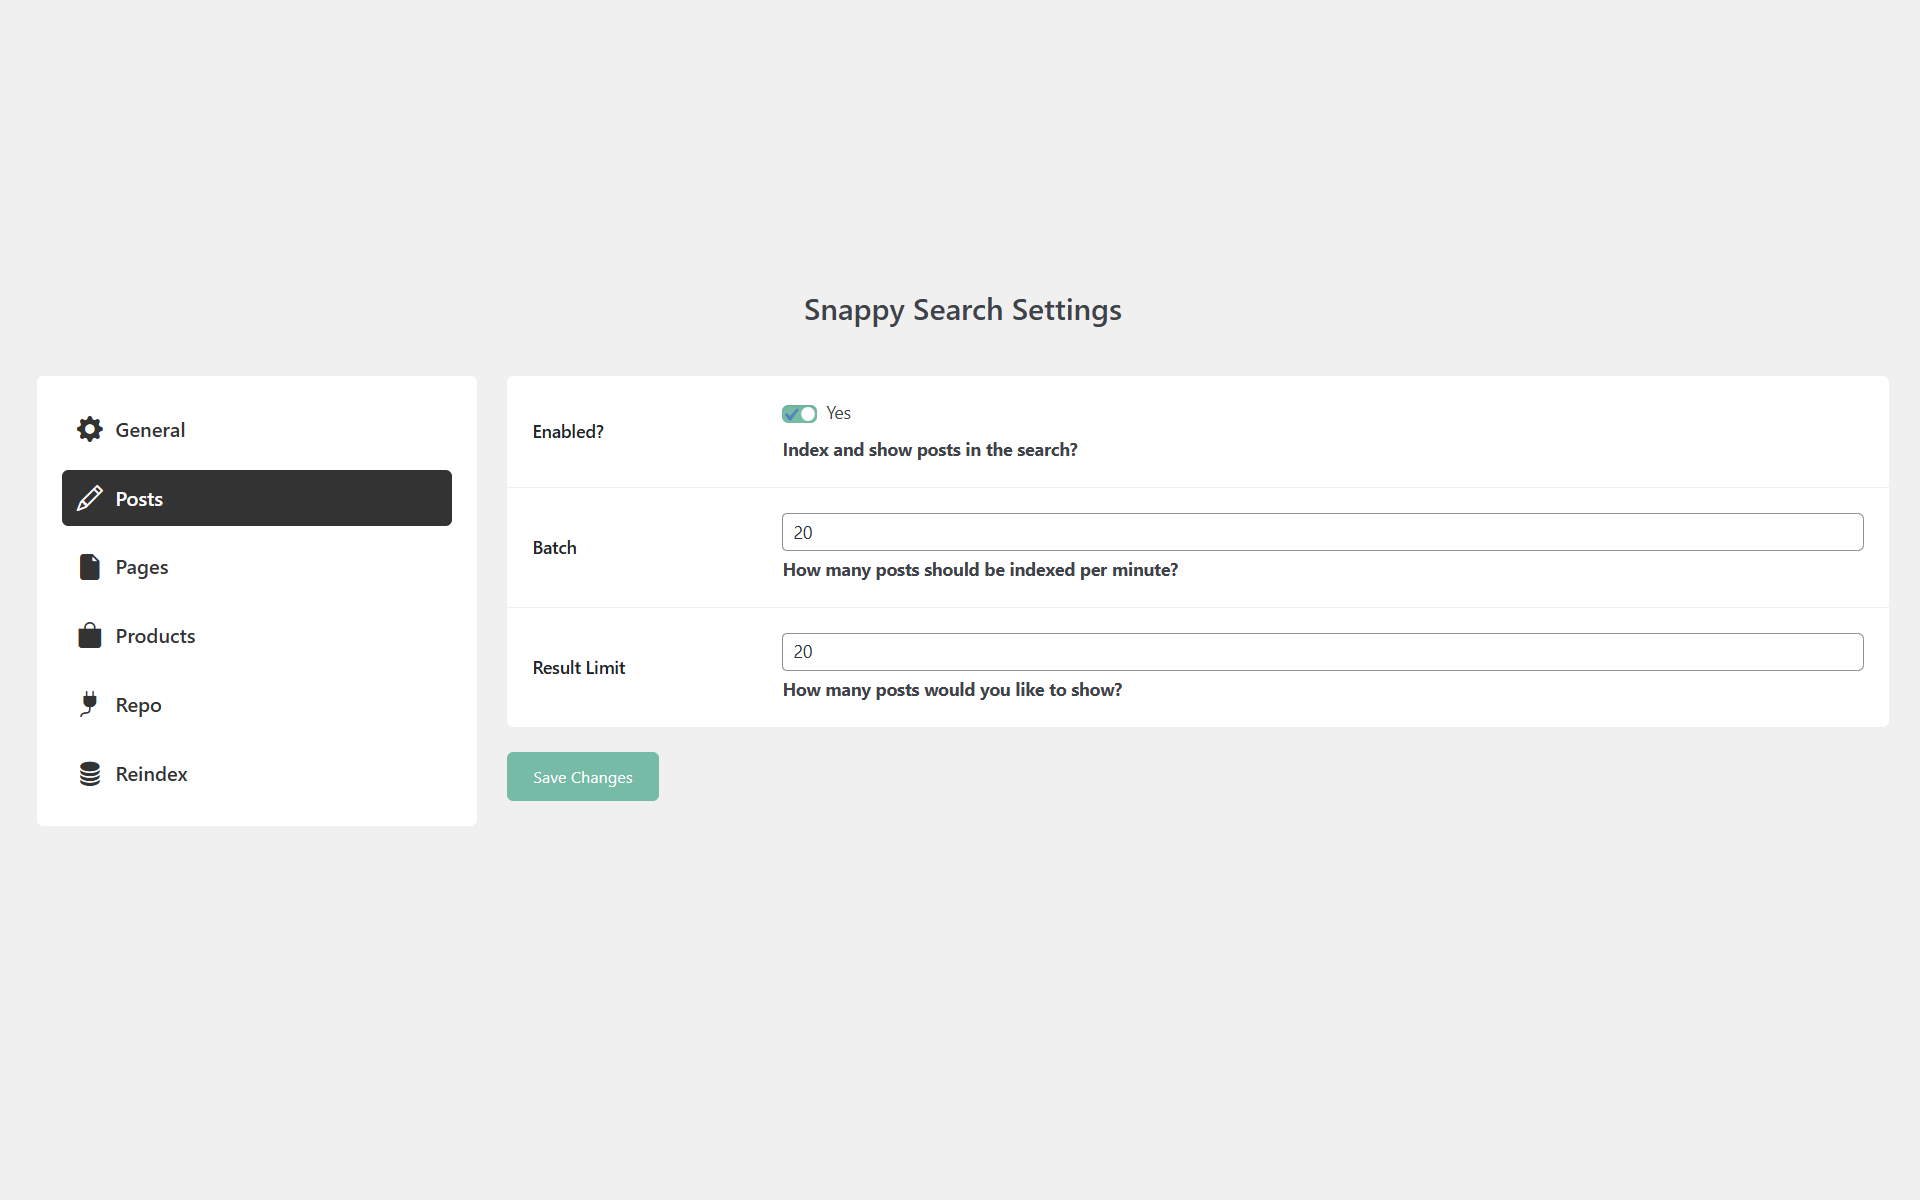 Snappy Search Settings
General
Posts
Pages
Products
Repo
Reindex
Enabled?
Yes
Index and show posts in the search?
Batch
20
How many posts should be indexed per minute?
Result Limit
20
How many posts would you like to show?
Save Changes